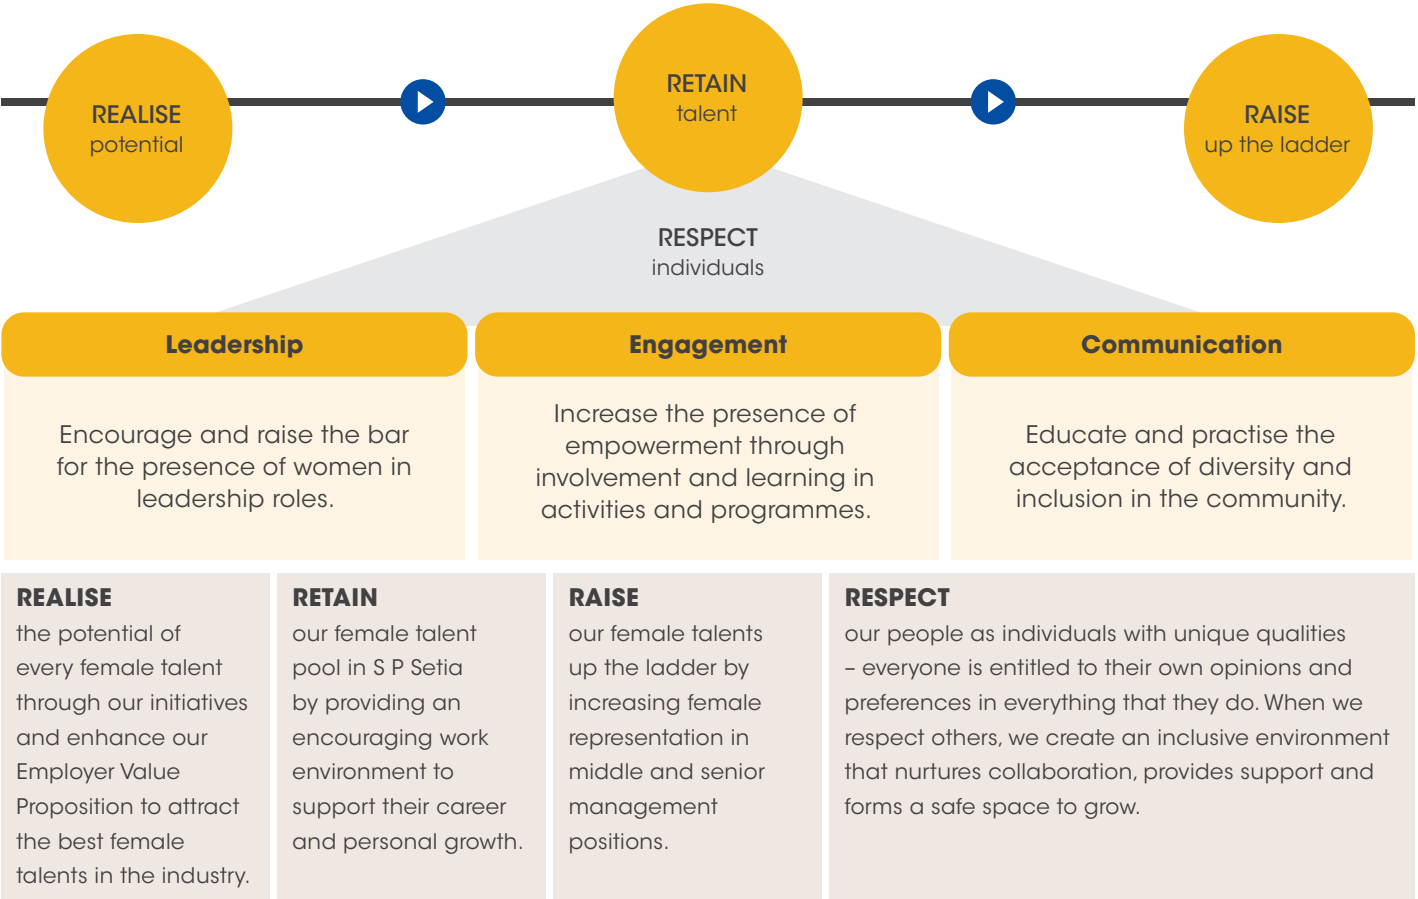 REALISE
potential
RETAIN
talent
RAISE
up the ladder
RESPECT
individuals
Leadership
Encourage and raise the bar
for the presence of women in
leadership roles.
Engagement
Increase the presence of
empowerment through
involvement and learning in
activities and programmes.
Communication
Educate and practise the
acceptance of diversity and
inclusion in the community.
REALISE
the potential of
every female talent
through our initiatives
and enhance our
Employer Value
Proposition to attract
the best female
talents in the industry.
RETAIN
our female talent
pool in S P Setia
by providing an
encouraging work
environment to
support their career
and personal growth.
RAISE
our female talents
up the ladder by
increasing female
representation in
middle and senior
management
positions.
RESPECT
our people as individuals with unique qualities
– everyone is entitled to their own opinions and
preferences in everything that they do. When we
respect others, we create an inclusive environment
that nurtures collaboration, provides support and
forms a safe space to grow.